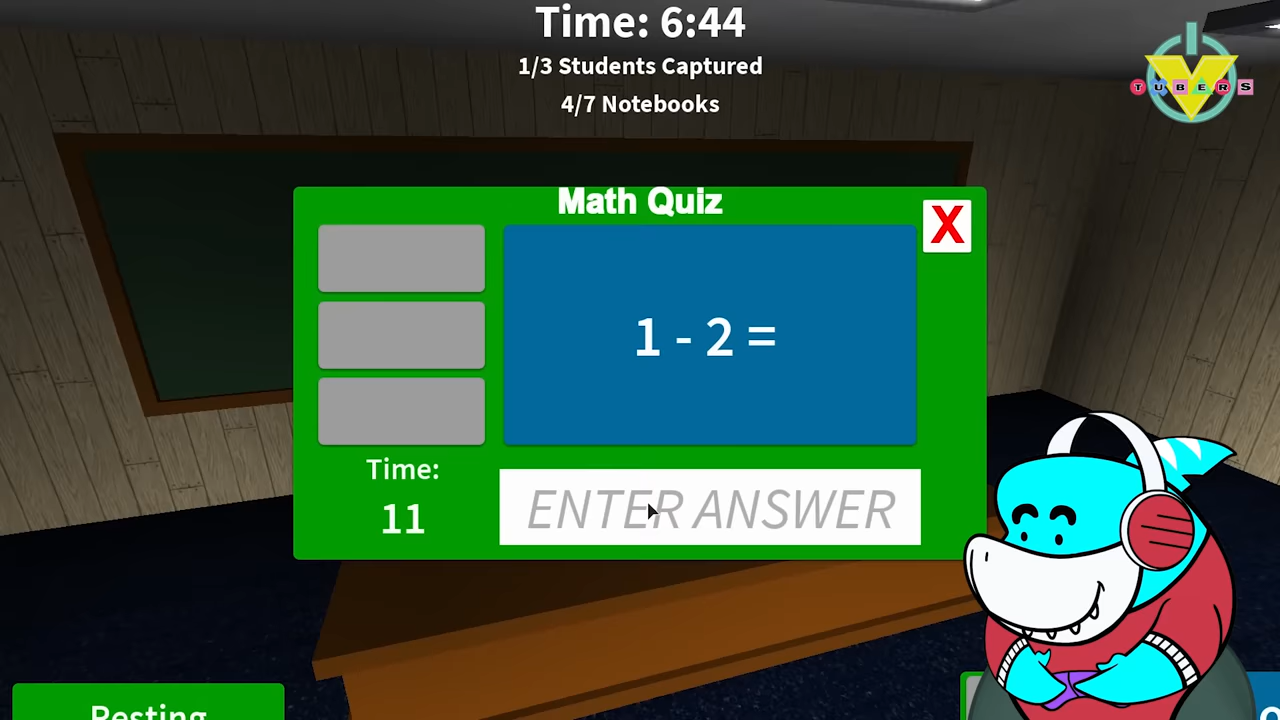 Time: 6:44
1/3 Students Captured
4/7 Notebooks
V
TUBERS
Math Quiz
X
1 - 2 =
Time:
11
ENTER ANSWER
Resting